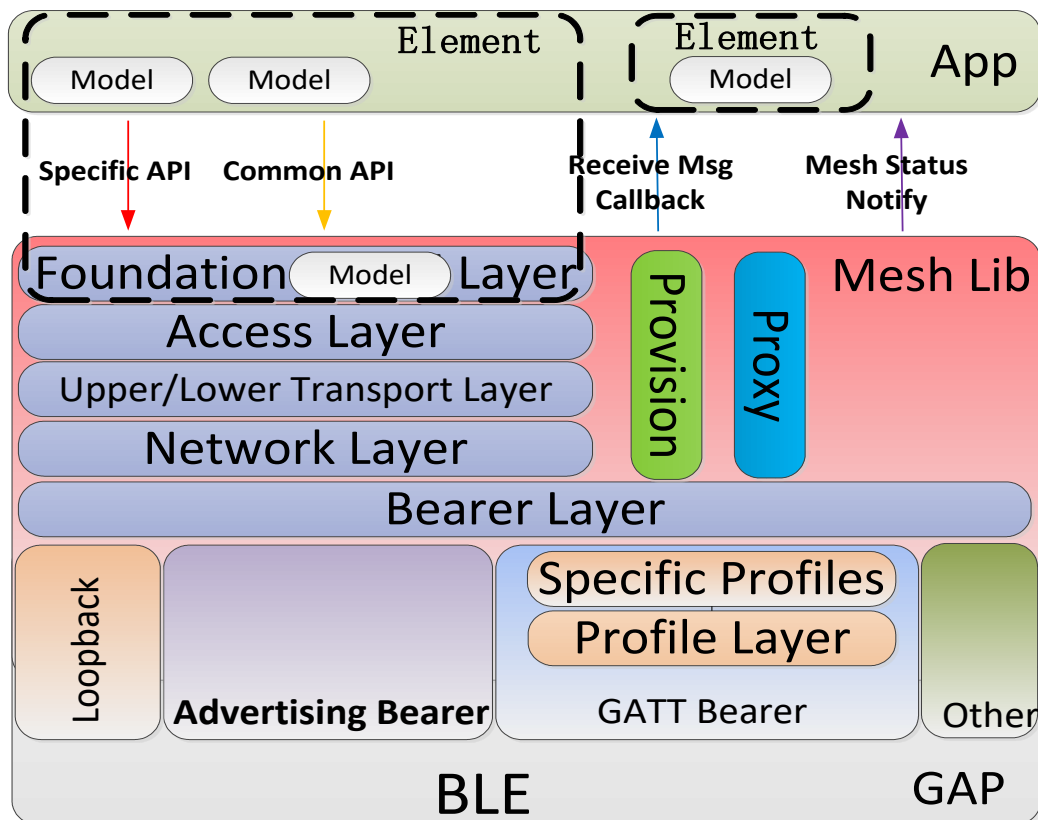 Element
Element
App
Model
Model
Model
Specific API
Common API
Receive Msg
Callback
Mesh Status
Notify
Foundation
Model
Layer
Mesh Lib
Access Layer
Upper/Lower Transport Layer
Network Layer
Provision
Proxy
Bearer Layer
Loopback
Advertising Bearer
Specific Profiles
Profile Layer
GATT Bearer
Other
BLE
GAP